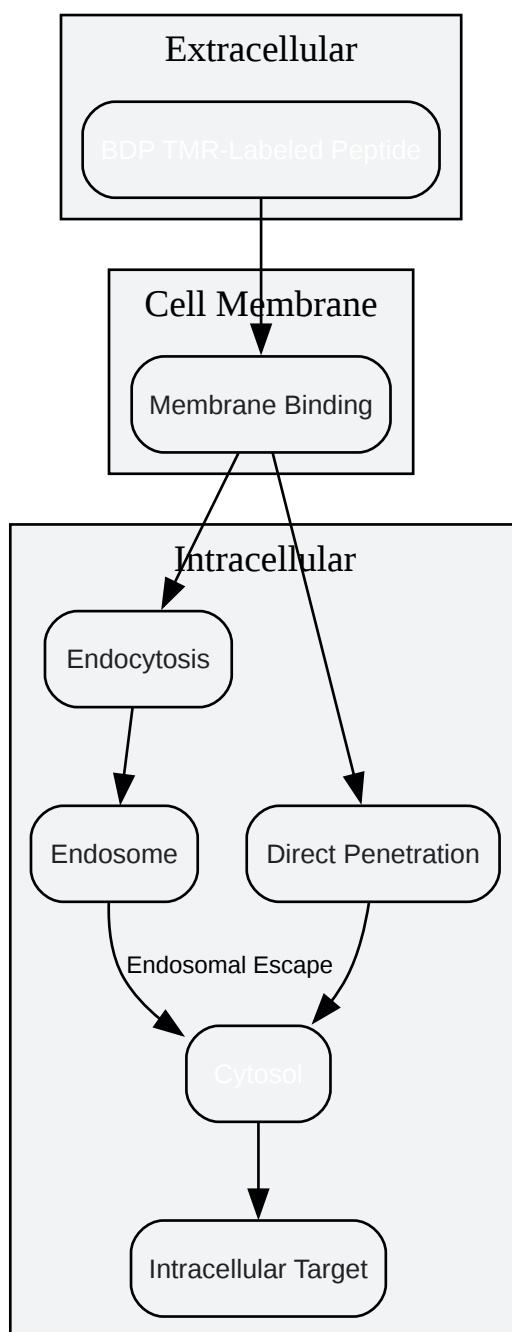 Extracellular
BDP TMR-Labeled Peptide
Cell Membrane
Membrane Binding
Intracellular
Endocytosis
Endosome
Direct Penetration
Endosomal Escape
Cytosol
Intracellular Target